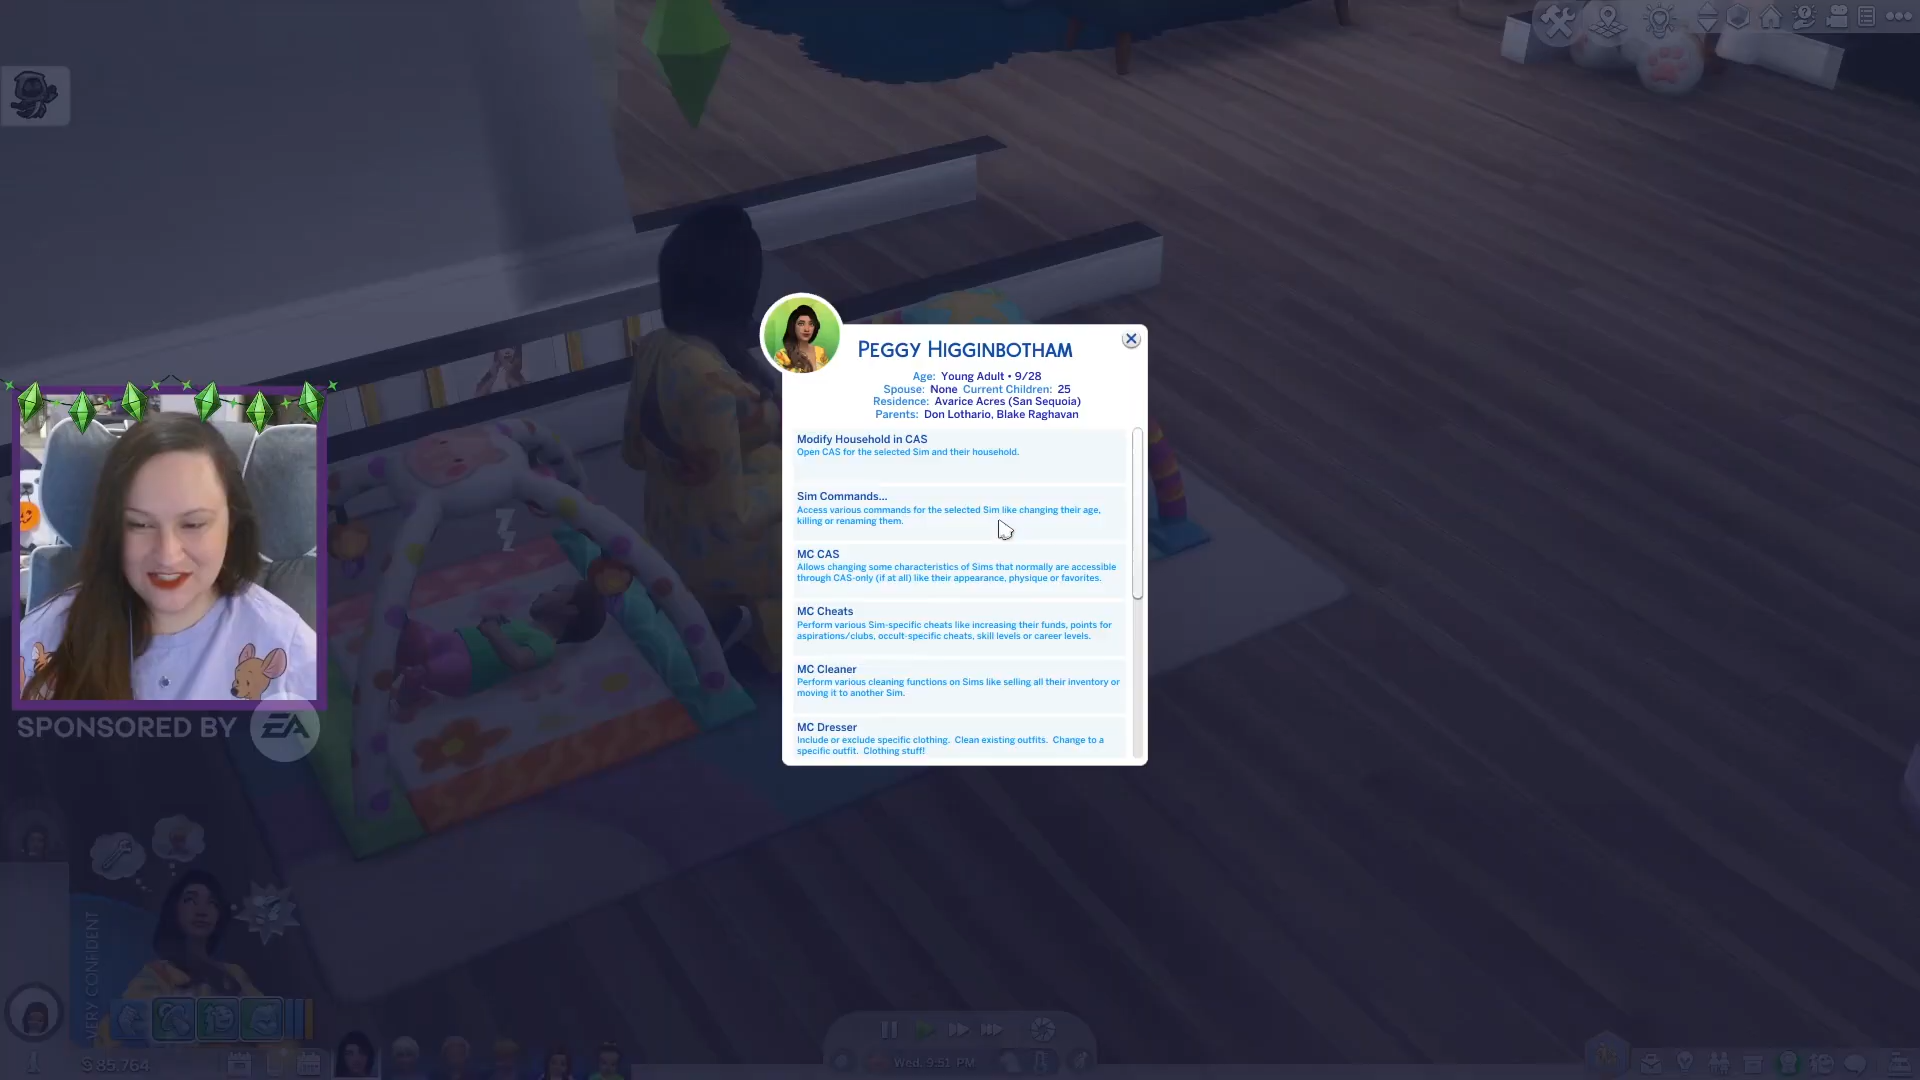 PEGGY HIGGINBOTHAM
Age: Young Adult • 9/28
Spouse: None Current Children: 25
Residence: Avarice Acres (San Sequoia)
Parents: Don Lothario, Blake Raghavan
Modify Household in CAS
Open CAS for the selected Sim and their household.
Sim Commands...
Access various commands for the selected Sim like changing their age,
killing or renaming them.
MC CAS
Allows changing some characteristics of Sims that normally are accessible
through CAS-only (if at all) like their appearance, physique or favorites.
MC Cheats
Perform various Sim-specific cheats like increasing their funds, points for
aspirations/clubs, occult-specific cheats, skill levels or career levels.
MC Cleaner
Perform various cleaning functions on Sims like selling all their inventory or
moving it to another Sim.
MC Dresser
Include or exclude specific clothing. Clean existing outfits. Change to a
specific outfit. Clothing stuff!
SPONSORED BY EA
VERY CONFIDENT
§85,764
Wed. 9:51 PM